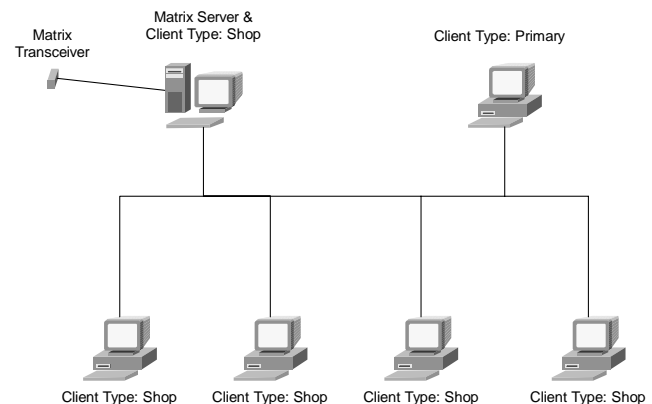 Matrix Server &
Client Type: Shop
Matrix
Transceiver
Client Type: Primary
Client Type: Shop
Client Type: Shop
Client Type: Shop
Client Type: Shop